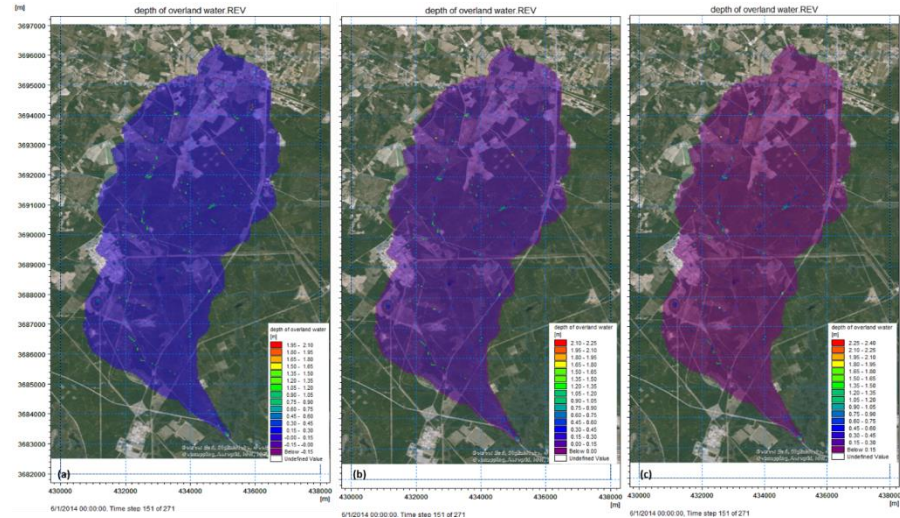 depth of overland water.REV
[m]
3697000
3696000
3695000
3694000
3693000
3692000
3691000
3690000
3689000
3688000
3687000
3686000
3685000
3684000
3683000
3682000
depth of overland water
[m]
1.95 - 2.10
1.80 - 1.95
1.65 - 1.80
1.50 - 1.65
1.35 - 1.50
1.20 - 1.35
1.05 - 1.20
0.90 - 1.05
0.75 - 0.90
0.60 - 0.75
0.45 - 0.60
0.30 - 0.45
0.15 - 0.30
-0.00 - 0.15
-0.15 - -0.00
Below -0.15
Undefined Value
(a)
430000 432000 434000 436000 438000
[m]
6/1/2014 00:00:00, Time step 151 of 271
depth of overland water.REV
depth of overland water
[m]
2.10 - 2.25
1.95 - 2.10
1.80 - 1.95
1.65 - 1.80
1.50 - 1.65
1.35 - 1.50
1.20 - 1.35
1.05 - 1.20
0.90 - 1.05
0.75 - 0.90
0.60 - 0.75
0.45 - 0.60
0.30 - 0.45
0.15 - 0.30
0.00 - 0.15
Below 0.00
Undefined Value
(b)
430000 432000 434000 436000 438000
[m]
6/1/2014 00:00:00, Time step 151 of 271
depth of overland water.REV
depth of overland water
[m]
2.25 - 2.40
2.10 - 2.25
1.95 - 2.10
1.80 - 1.95
1.65 - 1.80
1.50 - 1.65
1.35 - 1.50
1.20 - 1.35
1.05 - 1.20
0.90 - 1.05
0.75 - 0.90
0.60 - 0.75
0.45 - 0.60
0.30 - 0.45
0.15 - 0.30
Below 0.15
Undefined Value
(c)
430000 432000 434000 436000 438000
[m]
6/1/2014 00:00:00, Time step 151 of 271